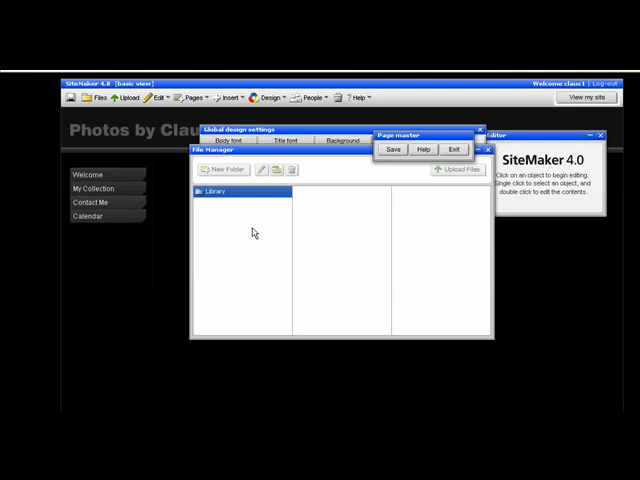 SiteMaker 4.0 [basic view]
Welcome claus1 | Log-out
Files Upload Edit Pages Insert Design People ? Help View my site
Photos by Clau
Welcome
My Collection
Contact Me
Calendar
Global design settings
Body font Title font Background
Page master
Save Help Exit
Editor
SiteMaker 4.0
Click on an object to begin editing.
Single click to select an object, and
double click to edit the contents.
File Manager
New Folder Upload Files
Library